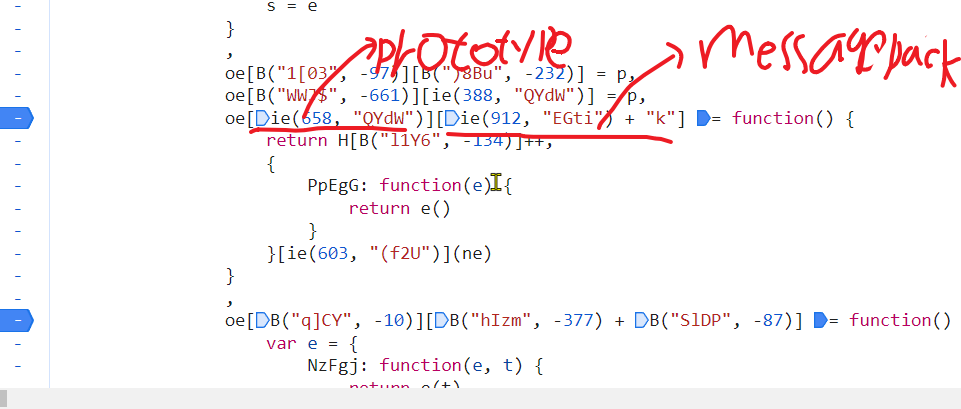 s = e
}
,
prototype
messagepack
oe[B("1[03", -97)][B(")8Bu", -232)] = p,
oe[B("WWJ$", -661)][ie(388, "QYdW")] = p,
oe[ie(658, "QYdW")][ie(912, "EGti") + "k"] = function() {
return H[B("l1Y6", -134)]++,
{
PpEgG: function(e) {
return e()
}
}[ie(603, "(f2U")](ne)
}
,
oe[B("q]CY", -10)][B("hIzm", -377) + B("SlDP", -87)] = function()
var e = {
NzFgj: function(e, t) {
return e(t)